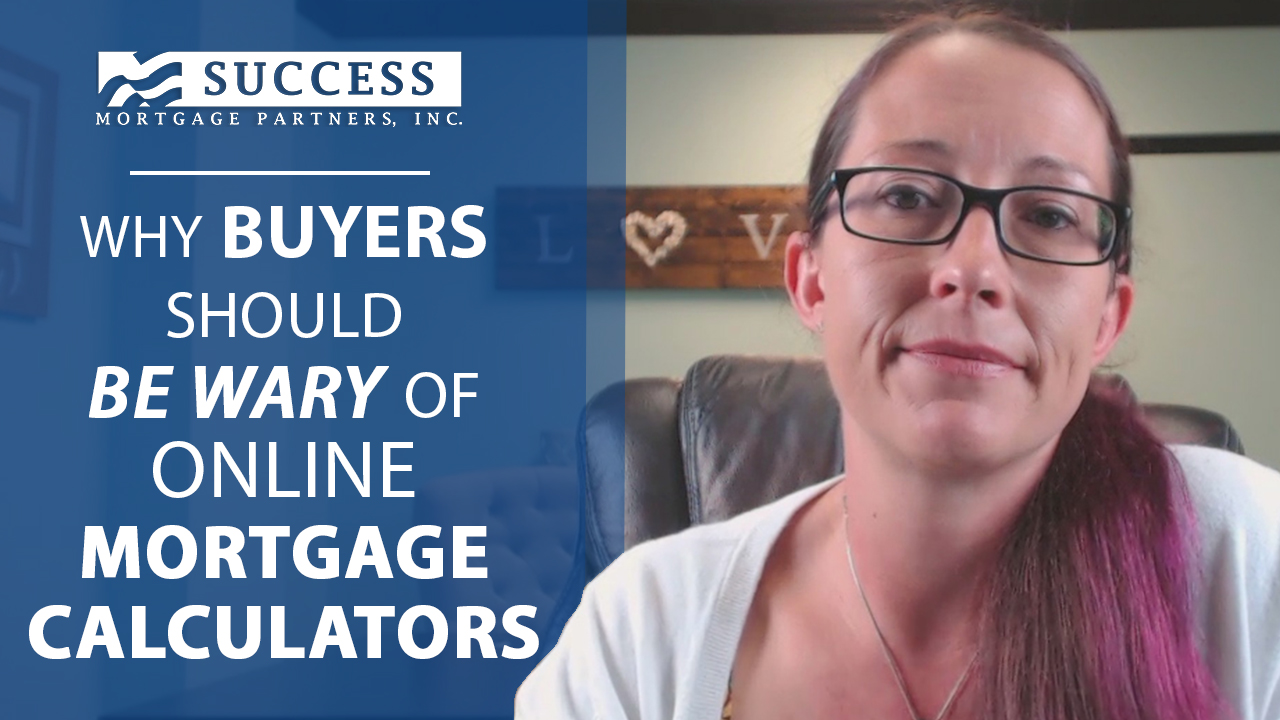 SUCCESS
MORTGAGE PARTNERS, INC.
WHY BUYERS
SHOULD
BE WARY OF
ONLINE
MORTGAGE
CALCULATORS
L V